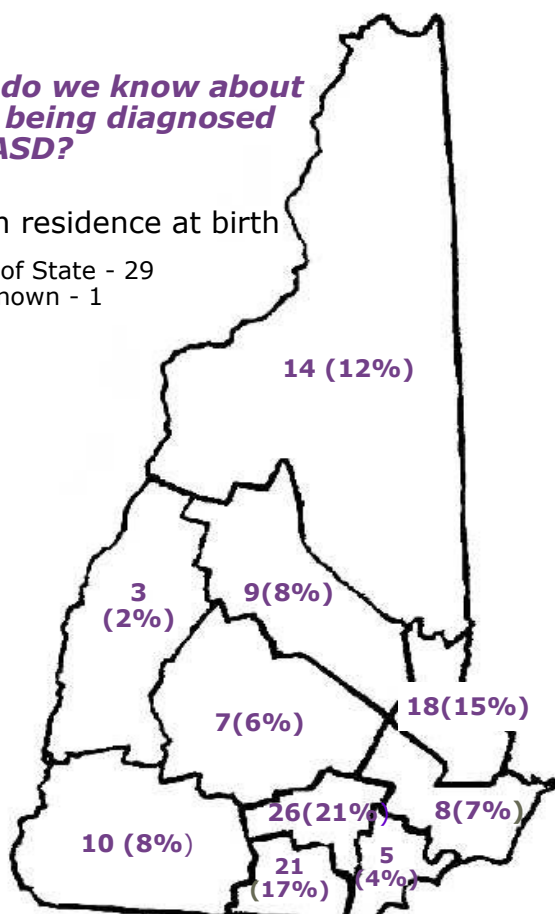 do we know about
being diagnosed
ASD?
residence at birth
of State - 29
- 1
14 (12%)
3
(2%)
9(8%)
18(15%)
7(6%)
26(21%)
8(7%)
10 (8%)
5
(4%)
21
(17%)